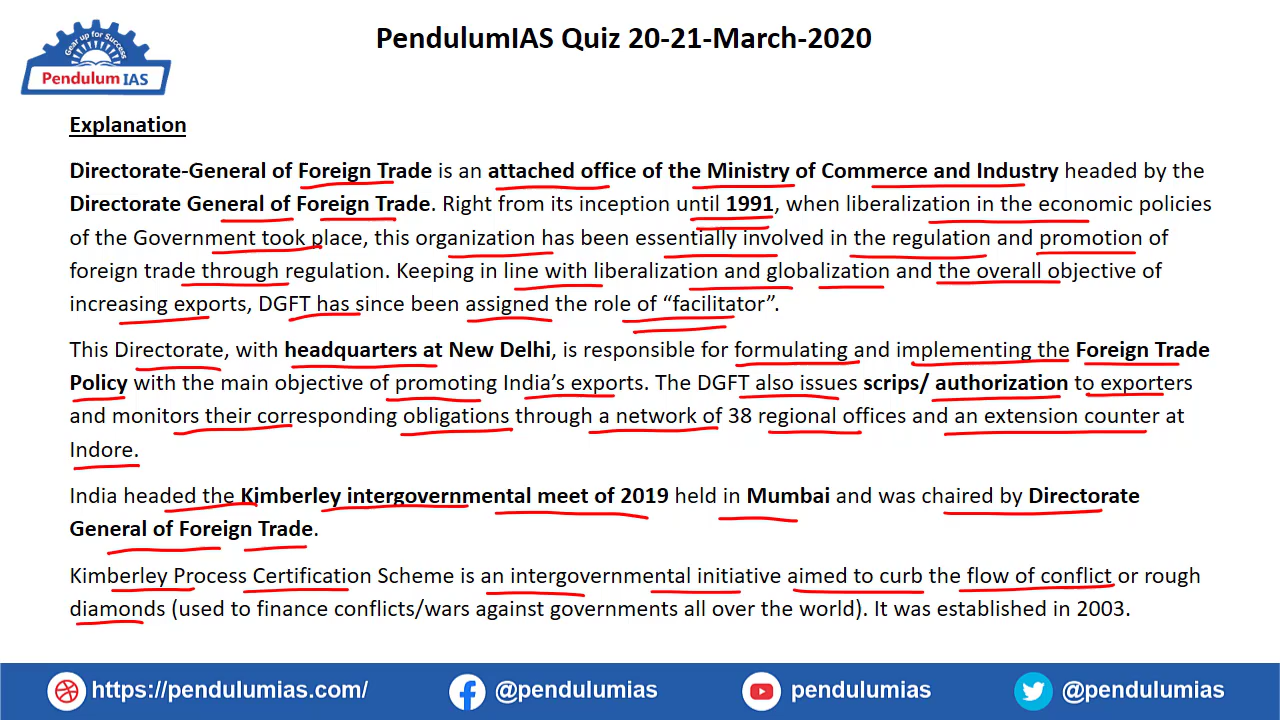 Gear up for Success
Pendulum IAS
PendulumIAS Quiz 20-21-March-2020
Explanation
Directorate-General of Foreign Trade is an attached office of the Ministry of Commerce and Industry headed by the
Directorate General of Foreign Trade. Right from its inception until 1991, when liberalization in the economic policies
of the Government took place, this organization has been essentially involved in the regulation and promotion of
foreign trade through regulation. Keeping in line with liberalization and globalization and the overall objective of
increasing exports, DGFT has since been assigned the role of “facilitator”.
This Directorate, with headquarters at New Delhi, is responsible for formulating and implementing the Foreign Trade
Policy with the main objective of promoting India’s exports. The DGFT also issues scrips/ authorization to exporters
and monitors their corresponding obligations through a network of 38 regional offices and an extension counter at
Indore.
India headed the Kimberley intergovernmental meet of 2019 held in Mumbai and was chaired by Directorate
General of Foreign Trade.
Kimberley Process Certification Scheme is an intergovernmental initiative aimed to curb the flow of conflict or rough
diamonds (used to finance conflicts/wars against governments all over the world). It was established in 2003.
https://pendulumias.com/ @pendulumias pendulumias @pendulumias